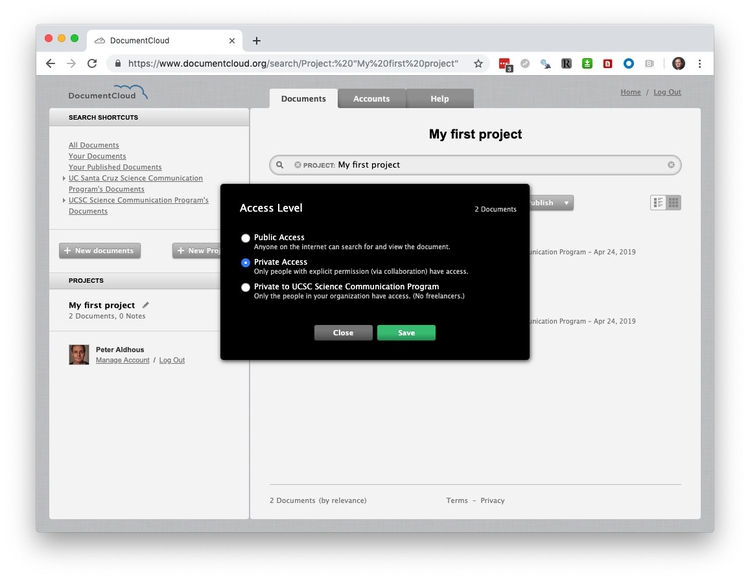 DocumentCloud
https://www.documentcloud.org/search/Project:%20"My%20first%20project"
3
DocumentCloud
Documents
Accounts
Help
Home / Log Out
SEARCH SHORTCUTS
All Documents
Your Documents
Your Published Documents
UC Santa Cruz Science Communication
Program's Documents
UCSC Science Communication Program's
Documents
+ New documents
+ New Proj
PROJECTS
My first project
2 Documents, 0 Notes
Peter Aldhous
Manage Account / Log Out
My first project
PROJECT: My first project
ublish
unication Program – Apr 24, 2019
unication Program – Apr 24, 2019
Access Level
2 Documents
Public Access
Anyone on the internet can search for and view the document.
Private Access
Only people with explicit permission (via collaboration) have access.
Private to UCSC Science Communication Program
Only the people in your organization have access. (No freelancers.)
Close
Save
2 Documents (by relevance)
Terms – Privacy